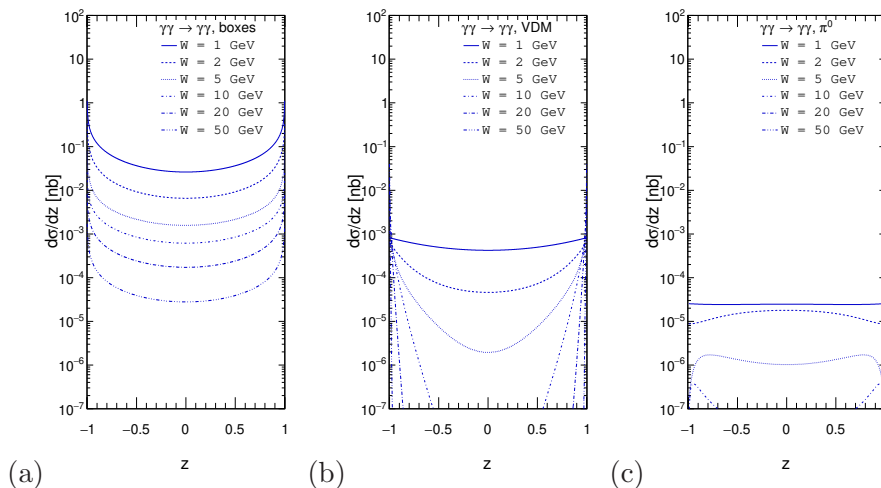 γγ → γγ, boxes
W = 1 GeV
W = 2 GeV
W = 5 GeV
W = 10 GeV
W = 20 GeV
W = 50 GeV
10²
10
1
10⁻¹
10⁻²
10⁻³
10⁻⁴
10⁻⁵
10⁻⁶
10⁻⁷
dσ/dz [nb]
−1 −0.5 0 0.5 1
z
(a)
γγ → γγ, VDM
W = 1 GeV
W = 2 GeV
W = 5 GeV
W = 10 GeV
W = 20 GeV
W = 50 GeV
10²
10
1
10⁻¹
10⁻²
10⁻³
10⁻⁴
10⁻⁵
10⁻⁶
10⁻⁷
dσ/dz [nb]
−1 −0.5 0 0.5 1
z
(b)
γγ → γγ, π⁰
W = 1 GeV
W = 2 GeV
W = 5 GeV
W = 10 GeV
W = 20 GeV
W = 50 GeV
10²
10
1
10⁻¹
10⁻²
10⁻³
10⁻⁴
10⁻⁵
10⁻⁶
10⁻⁷
dσ/dz [nb]
−1 −0.5 0 0.5 1
z
(c)